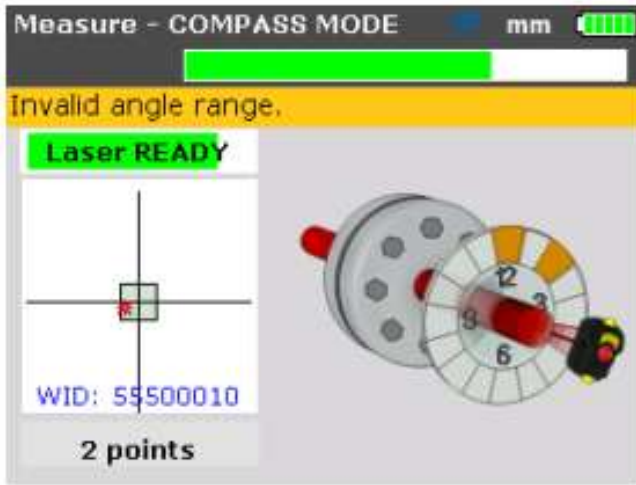 Measure - COMPASS MODE mm
Invalid angle range.
Laser READY
12
3
9
6
WID: 55500010
2 points